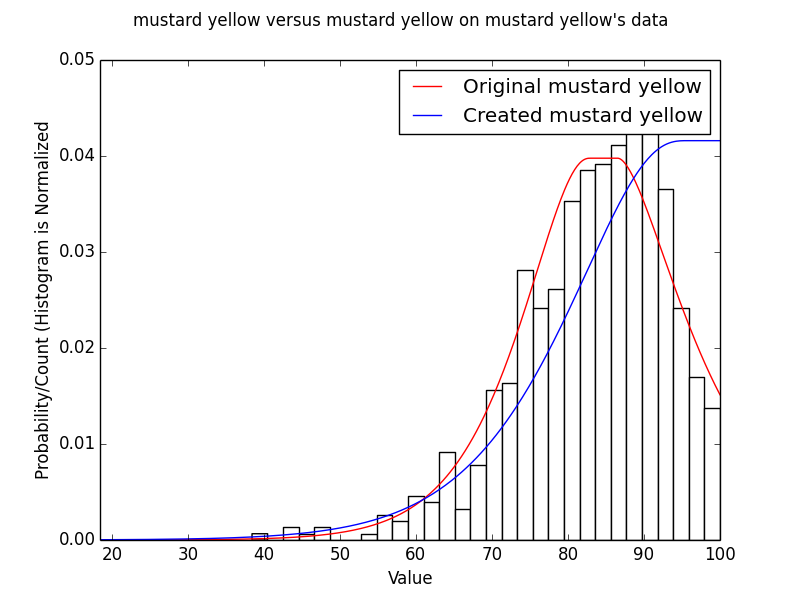 mustard yellow versus mustard yellow on mustard yellow's data
Original mustard yellow
Created mustard yellow
Probability/Count (Histogram is Normalized
0.05
0.04
0.03
0.02
0.01
0.00
20 30 40 50 60 70 80 90 100
Value